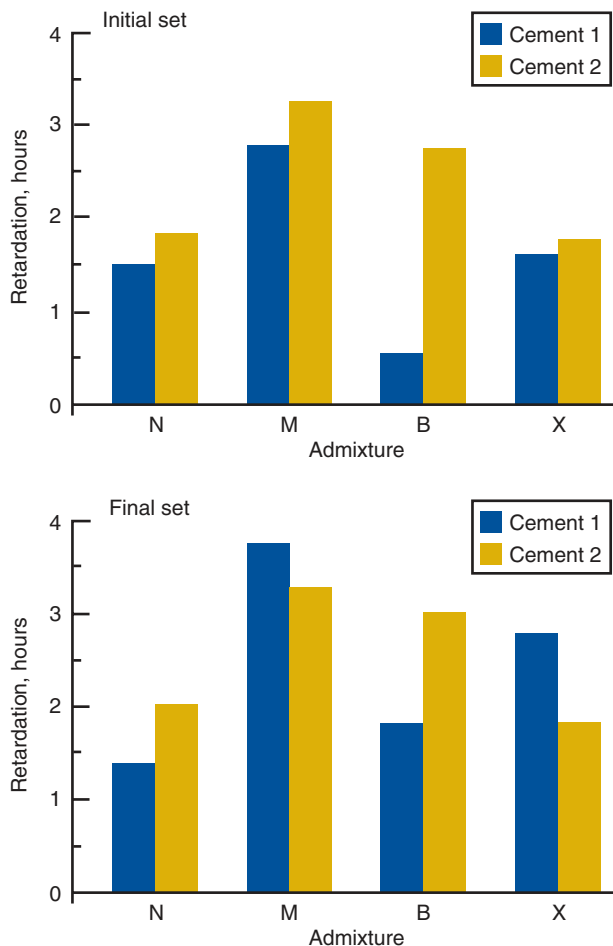 Initial set
Cement 1
Cement 2
Retardation, hours
4
3
2
1
0
N M B X
Admixture
Final set
Cement 1
Cement 2
Retardation, hours
4
3
2
1
0
N M B X
Admixture